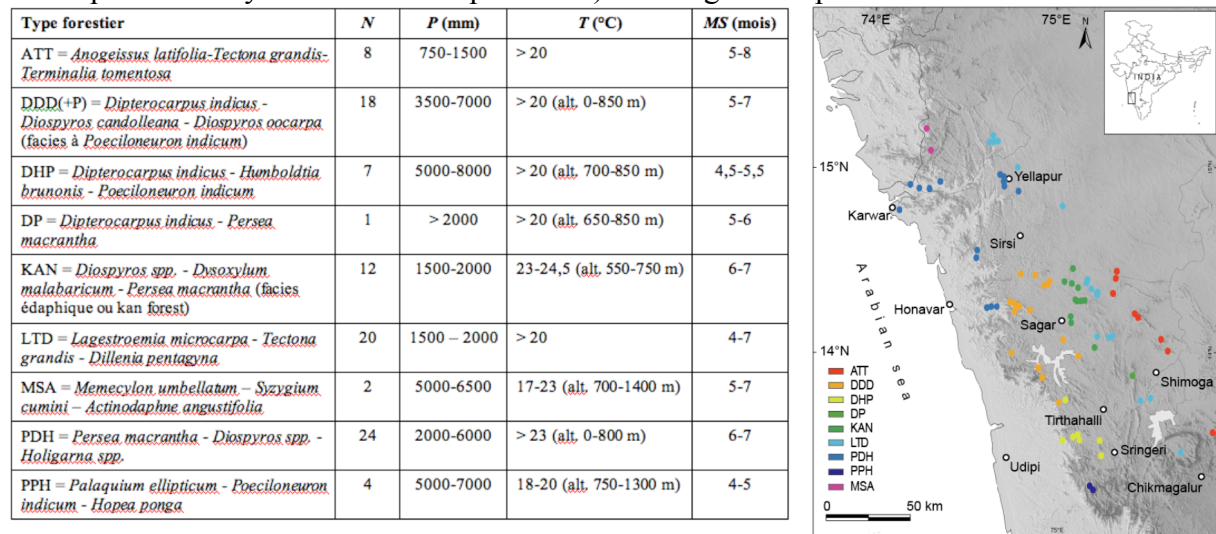 Type forestier N P (mm) T (°C) MS (mois)
ATT = Anogeissus latifolia-Tectona grandis-
Terminalia tomentosa
8 750-1500 > 20 5-8
DDD(+P) = Dipterocarpus indicus -
Diospyros candolleana - Diospyros oocarpa
(facies à Poeciloneuron indicum)
18 3500-7000 > 20 (alt, 0-850 m) 5-7
DHP = Dipterocarpus indicus - Humboldtia
brunonis - Poeciloneuron indicum
7 5000-8000 > 20 (alt, 700-850 m) 4,5-5,5
DP = Dipterocarpus indicus - Persea
macrantha
1 > 2000 > 20 (alt, 650-850 m) 5-6
KAN = Diospyros spp. - Dysoxylum
malabaricum - Persea macrantha (facies
édaphique ou kan forest)
12 1500-2000 23-24,5 (alt, 550-750 m) 6-7
LTD = Lagestroemia microcarpa - Tectona
grandis - Dillenia pentagyna
20 1500 – 2000 > 20 4-7
MSA = Memecylon umbellatum – Syzygium
cumini – Actinodaphne angustifolia
2 5000-6500 17-23 (alt, 700-1400 m) 5-7
PDH = Persea macrantha - Diospyros spp. -
Holigarna spp.
24 2000-6000 > 23 (alt, 0-800 m) 6-7
PPH = Palaquium ellipticum - Poeciloneuron
indicum - Hopea ponga
4 5000-7000 18-20 (alt, 750-1300 m) 4-5
74°E 75°E
N
INDIA
15°N
Yellapur
Karwar
Sirsi
Arabian sea
Honavar
Sagar
14°N
Shimoga
Tirthahalli
Sringeri
Udipi
Chikmagalur
ATT
DDD
DHP
DP
KAN
LTD
PDH
PPH
MSA
0 50 km
75°E